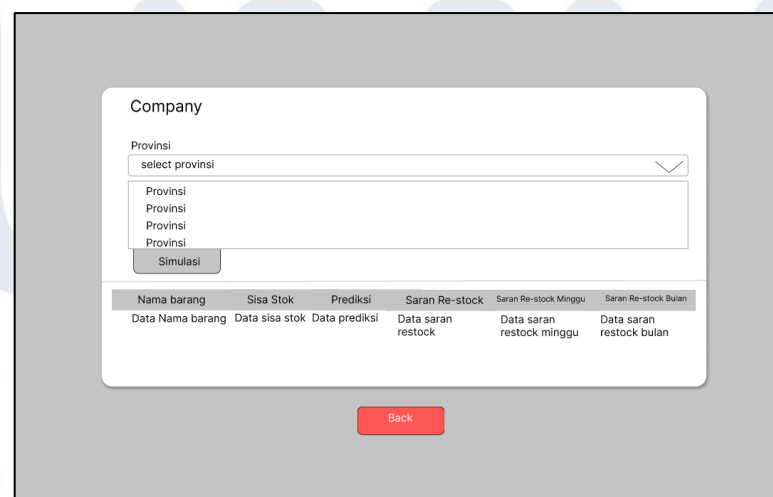 Company
Provinsi
select provinsi
Provinsi
Provinsi
Provinsi
Provinsi
Simulasi
Nama barang Sisa Stok Prediksi Saran Re-stock Saran Re-stock Minggu Saran Re-stock Bulan
Data Nama barang Data sisa stok Data prediksi Data saran restock Data saran restock minggu Data saran restock bulan
Back